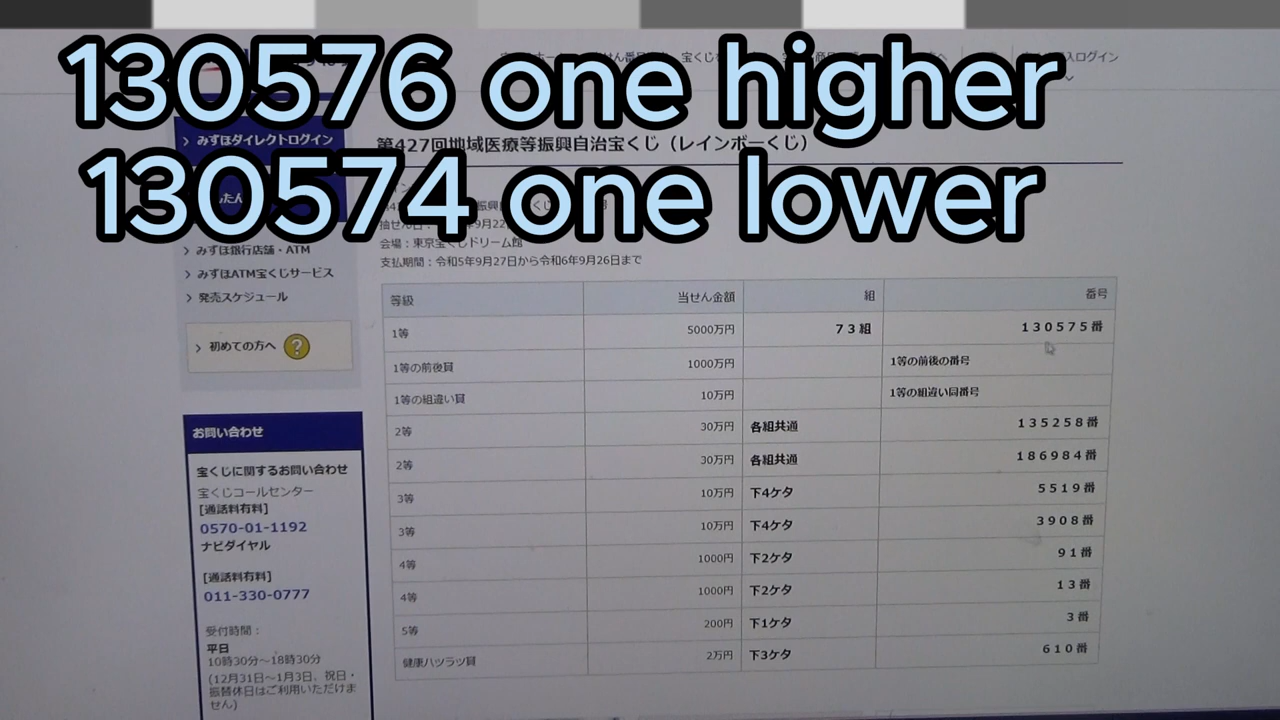 130576 one higher
130574 one lower
入ログイン
> みずほダイレクトログイン
第427回地域医療等振興自治宝くじ（レインボーくじ）
会場：東京宝くじドリーム館
支払期間：令和5年9月27日から令和6年9月26日まで
> みずほ銀行店舗・ATM
> みずほATM宝くじサービス
> 発売スケジュール
> 初めての方へ ?
等級 当せん金額 組 番号
1等 5000万円 73組 130575番
1等の前後賞 1000万円 1等の前後の番号
1等の組違い賞 10万円 1等の組違い同番号
2等 30万円 各組共通 135258番
2等 30万円 各組共通 186984番
3等 10万円 下4ケタ 5519番
3等 10万円 下4ケタ 3908番
4等 1000円 下2ケタ 91番
4等 1000円 下2ケタ 13番
5等 200円 下1ケタ 3番
健康ハツラツ賞 2万円 下3ケタ 610番
お問い合わせ
宝くじに関するお問い合わせ
宝くじコールセンター
[通話料有料]
0570-01-1192
ナビダイヤル
[通話料有料]
011-330-0777
受付時間：
平日
10時30分～18時30分
(12月31日～1月3日、祝日・
振替休日はご利用いただけま
せん)